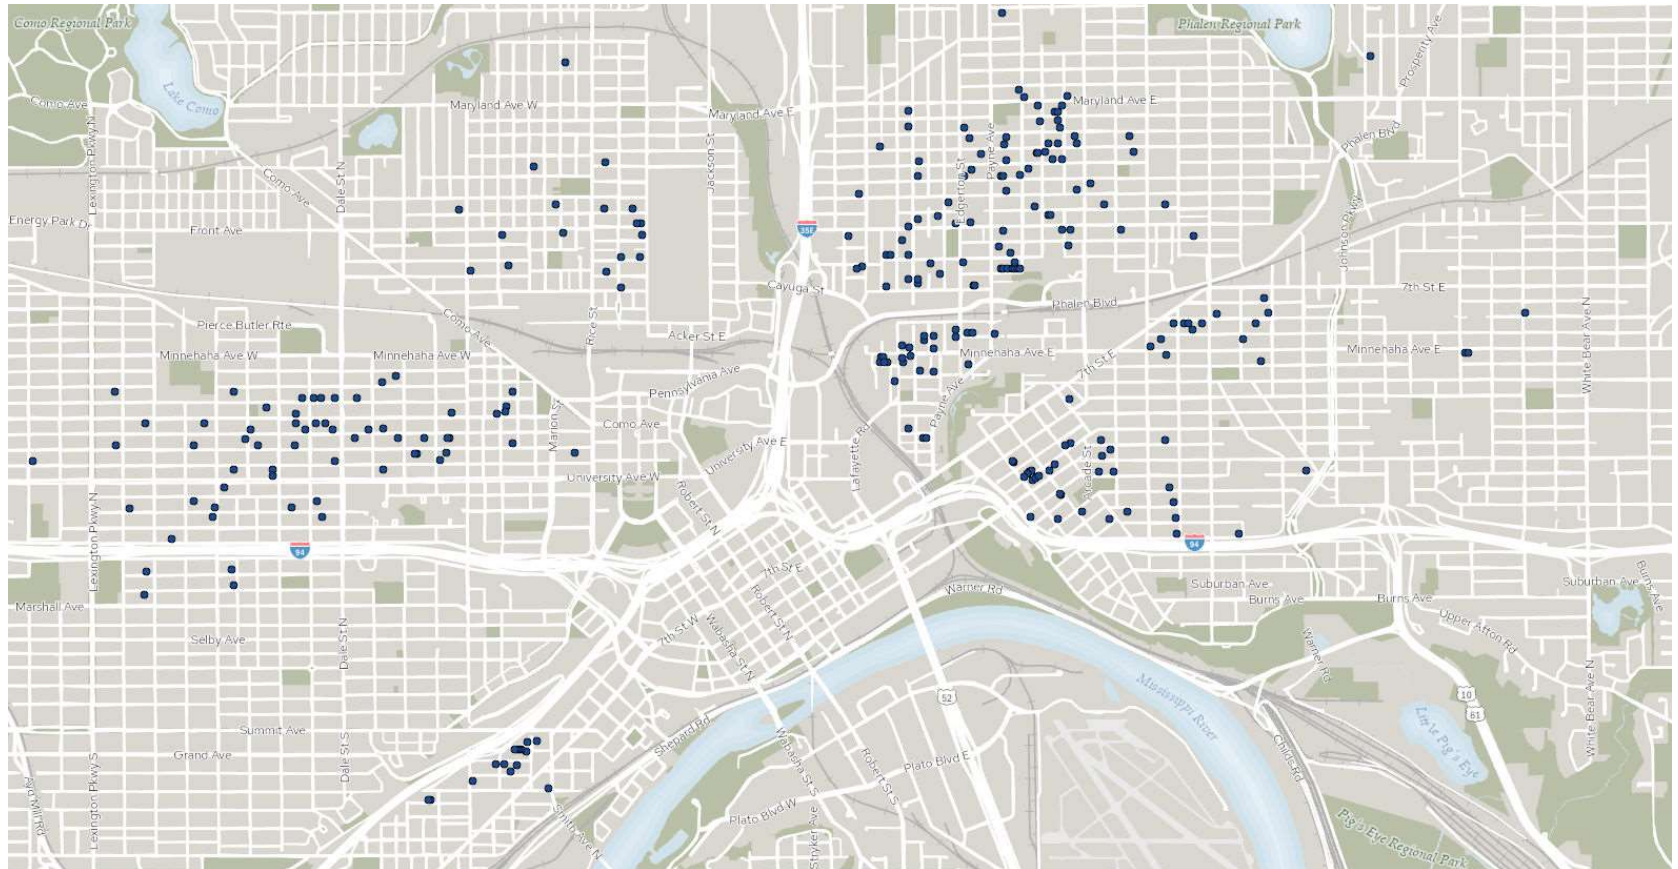 Como Regional Park
Phalen Regional Park
Prosperity Ave
Lake Como
Como Ave
Maryland Ave W
Maryland Ave E
Maryland Ave E
Lexington Pkwy N
Dale St N
Como Ave
Jackson St
Payne Ave
Edgerton St
Phalen Blvd
Energy Park Dr
Front Ave
35E
Johnson Pkwy
Cayuga St
7th St E
Phalen Blvd
Pierce Butler Rte
Como Ave
Rice St
Acker St E
White Bear Ave N
Minnehaha Ave W
Minnehaha Ave W
Minnehaha Ave E
Minnehaha Ave E
7th St E
Pennsylvania Ave
Payne Ave
Marion St
Como Ave
University Ave E
Lafayette Rd
Arcade St
University Ave W
Robert St N
Lexington Pkwy N
94
94
7th St E
Warner Rd
Suburban Ave
Suburban Ave
Burns Ave
Burns Ave
Burns Ave
Marshall Ave
Robert St N
Upper Afton Rd
Selby Ave
Dale St N
7th St W
Wabasha St N
Warner Rd
Mississippi River
52
10
61
White Bear Ave N
Little Pig's Eye
Summit Ave
Grand Ave
Shepard Rd
Lexington Pkwy S
Dale St S
Wabasha St S
Robert St S
Plato Blvd E
Childs Rd
Ayd Mill Rd
Plato Blvd W
Smith Ave N
Stryker Ave
Pig's Eye Regional Park